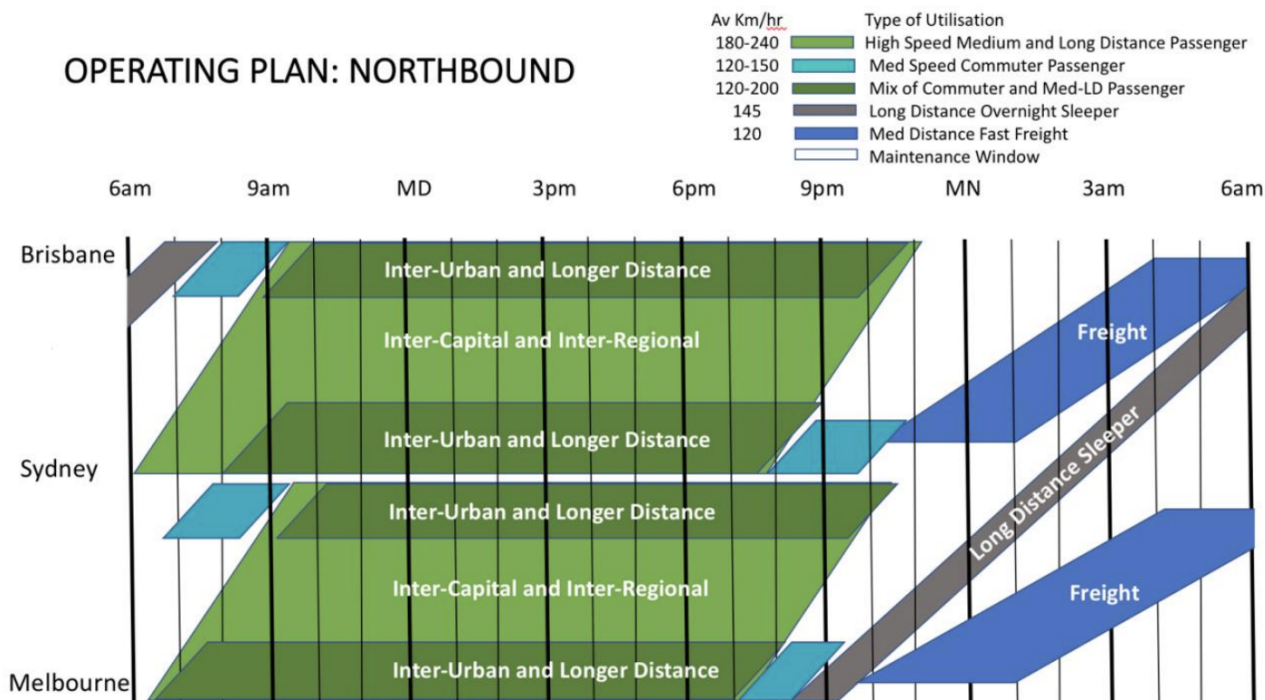 Av Km/hr Type of Utilisation
180-240 High Speed Medium and Long Distance Passenger
OPERATING PLAN: NORTHBOUND
120-150 Med Speed Commuter Passenger
120-200 Mix of Commuter and Med-LD Passenger
145 Long Distance Overnight Sleeper
120 Med Distance Fast Freight
Maintenance Window
6am 9am MD 3pm 6pm 9pm MN 3am 6am
Brisbane
Inter-Urban and Longer Distance
Freight
Inter-Capital and Inter-Regional
Inter-Urban and Longer Distance
Sydney
Long Distance Sleeper
Inter-Urban and Longer Distance
Inter-Capital and Inter-Regional
Freight
Inter-Urban and Longer Distance
Melbourne